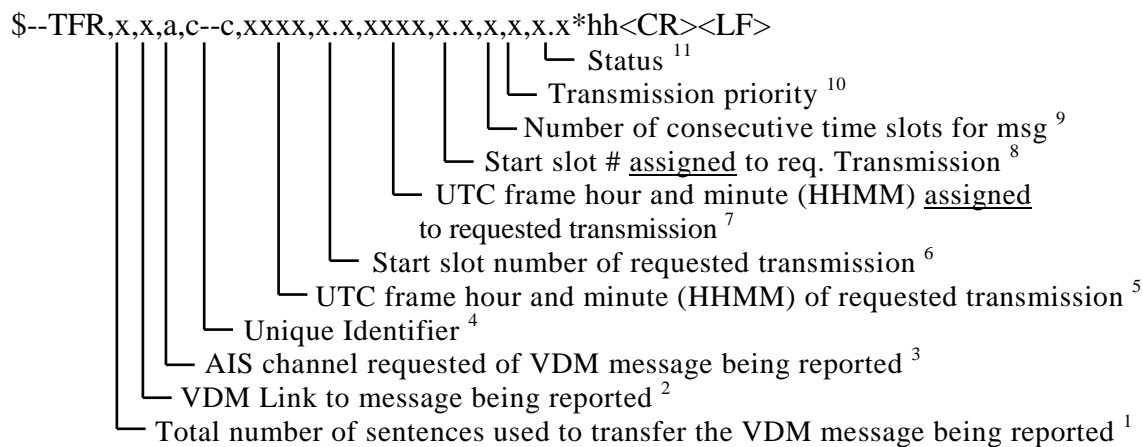 $--TFR,x,x,a,c--c,xxxx,x.x,xxxx,x.x,x,x,x.x*hh<CR><LF>
Status 11
Transmission priority 10
Number of consecutive time slots for msg 9
Start slot # assigned to req. Transmission 8
UTC frame hour and minute (HHMM) assigned
to requested transmission 7
Start slot number of requested transmission 6
UTC frame hour and minute (HHMM) of requested transmission 5
Unique Identifier 4
AIS channel requested of VDM message being reported 3
VDM Link to message being reported 2
Total number of sentences used to transfer the VDM message being reported 1